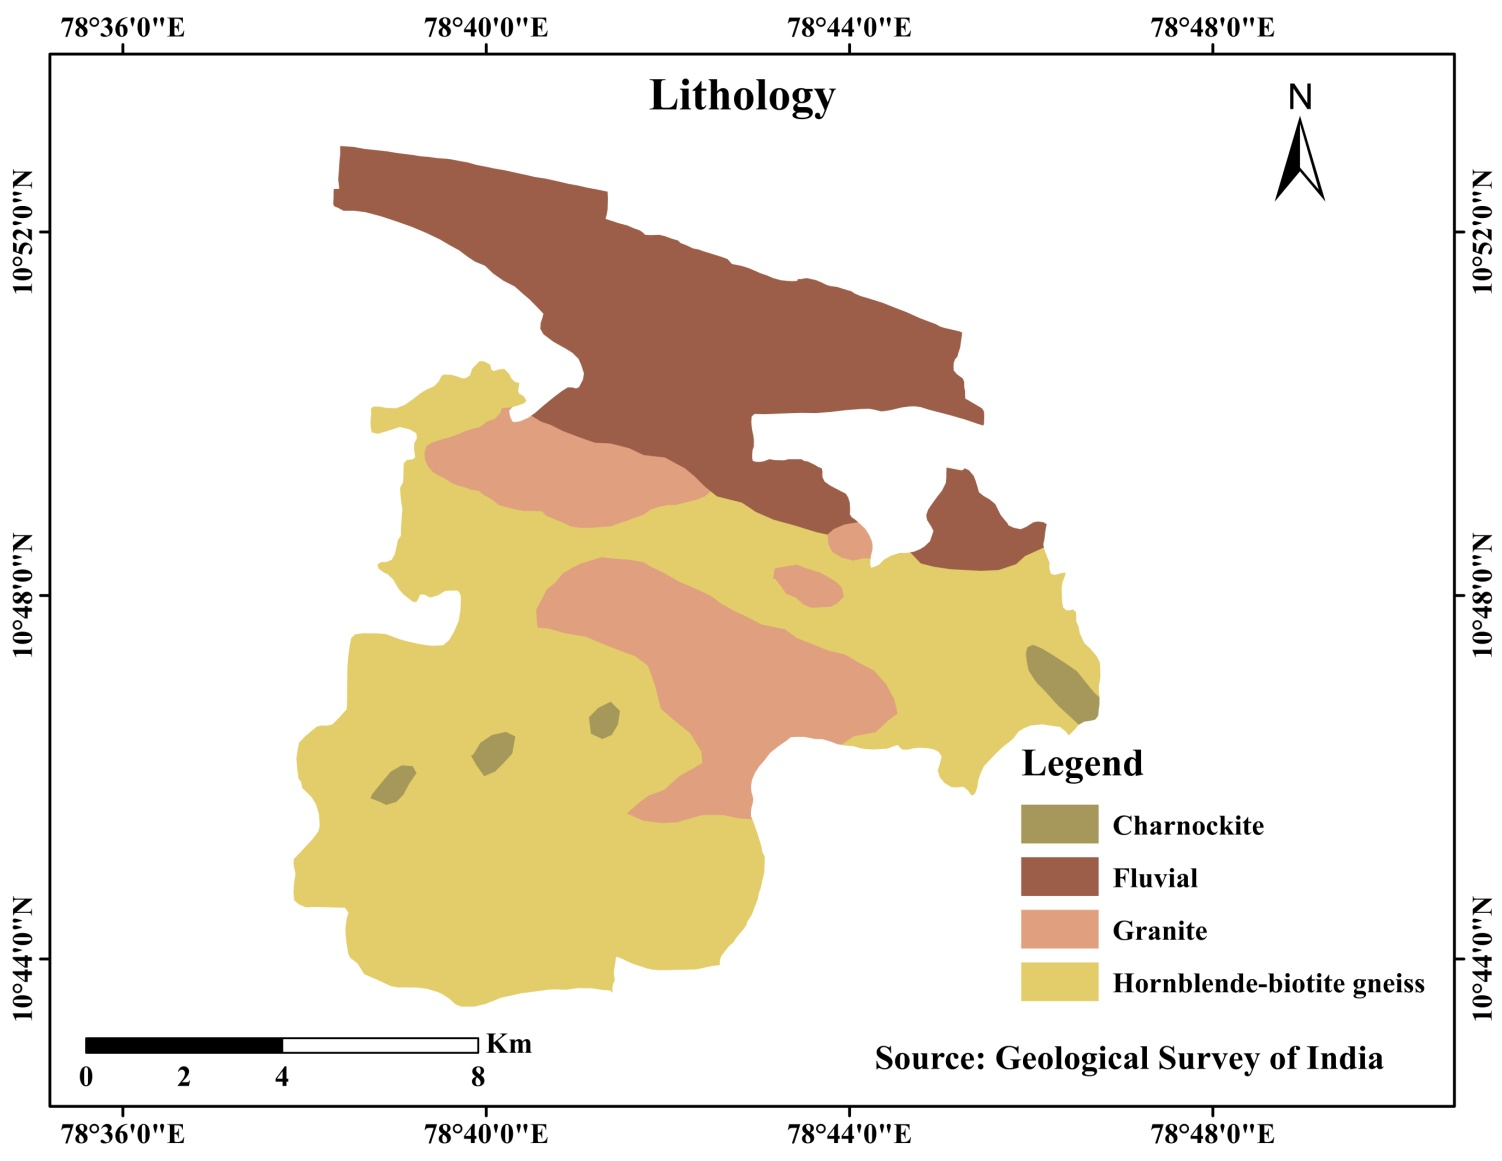 78°36'0"E 78°40'0"E 78°44'0"E 78°48'0"E
Lithology
N
10°52'0"N 10°52'0"N
10°48'0"N 10°48'0"N
10°44'0"N 10°44'0"N
Legend
Charnockite
Fluvial
Granite
Hornblende-biotite gneiss
Km
0 2 4 8
Source: Geological Survey of India
78°36'0"E 78°40'0"E 78°44'0"E 78°48'0"E